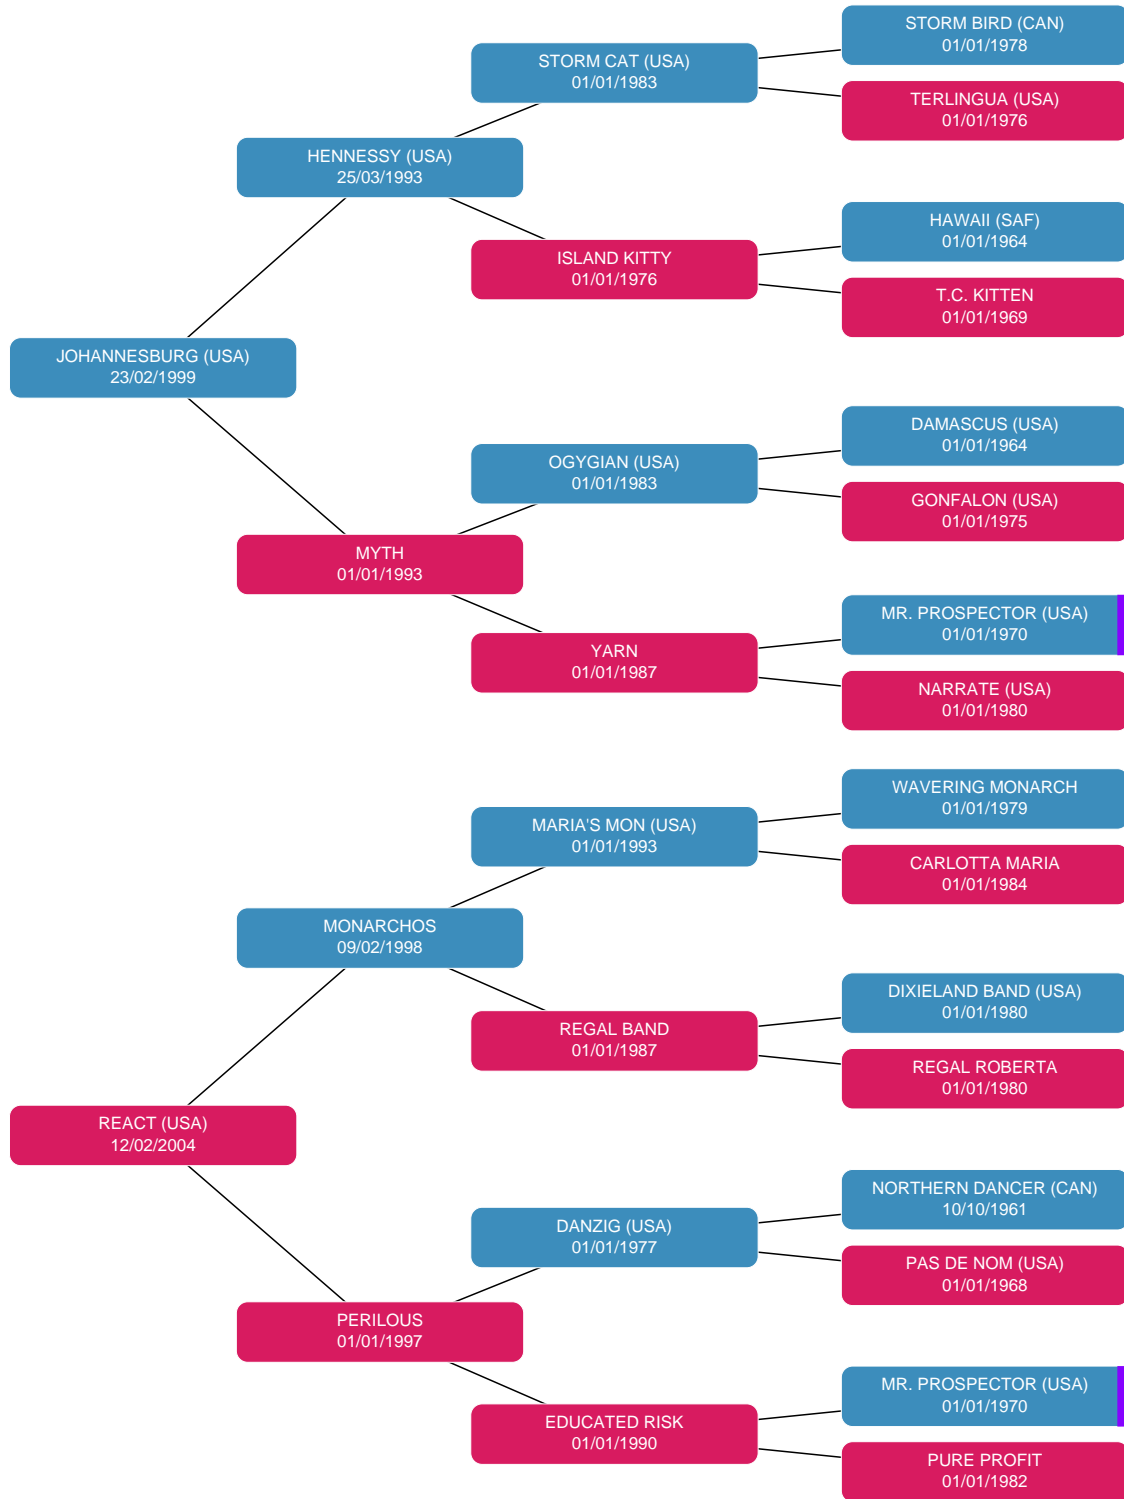 STORM BIRD (CAN)
01/01/1978
STORM CAT (USA)
01/01/1983
TERLINGUA (USA)
01/01/1976
HENNESSY (USA)
25/03/1993
HAWAII (SAF)
01/01/1964
ISLAND KITTY
01/01/1976
T.C. KITTEN
01/01/1969
JOHANNESBURG (USA)
23/02/1999
DAMASCUS (USA)
01/01/1964
OGYGIAN (USA)
01/01/1983
GONFALON (USA)
01/01/1975
MYTH
01/01/1993
MR. PROSPECTOR (USA)
01/01/1970
YARN
01/01/1987
NARRATE (USA)
01/01/1980
WAVERING MONARCH
01/01/1979
MARIA'S MON (USA)
01/01/1993
CARLOTTA MARIA
01/01/1984
MONARCHOS
09/02/1998
DIXIELAND BAND (USA)
01/01/1980
REGAL BAND
01/01/1987
REGAL ROBERTA
01/01/1980
REACT (USA)
12/02/2004
NORTHERN DANCER (CAN)
10/10/1961
DANZIG (USA)
01/01/1977
PAS DE NOM (USA)
01/01/1968
PERILOUS
01/01/1997
MR. PROSPECTOR (USA)
01/01/1970
EDUCATED RISK
01/01/1990
PURE PROFIT
01/01/1982